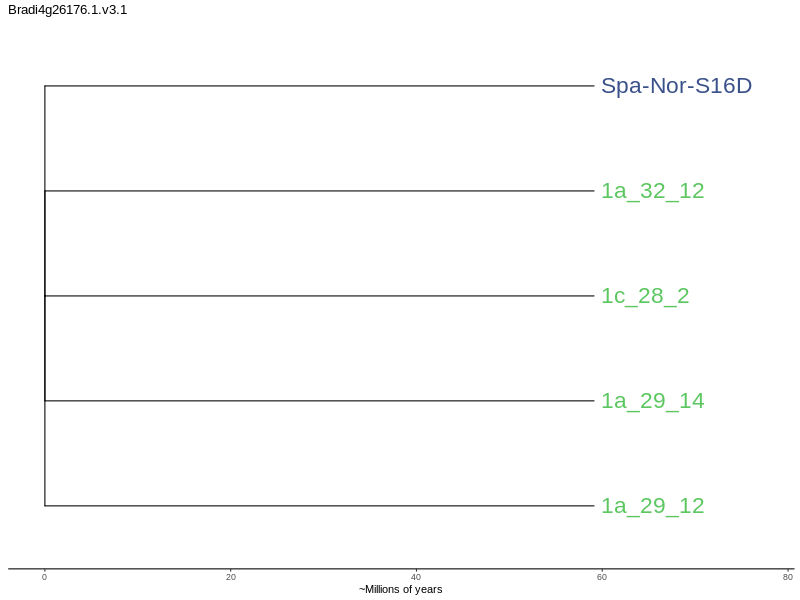 Bradi4g26176.1.v3.1
Spa-Nor-S16D
1a_32_12
1c_28_2
1a_29_14
1a_29_12
0 20 40 60 80
~Millions of years